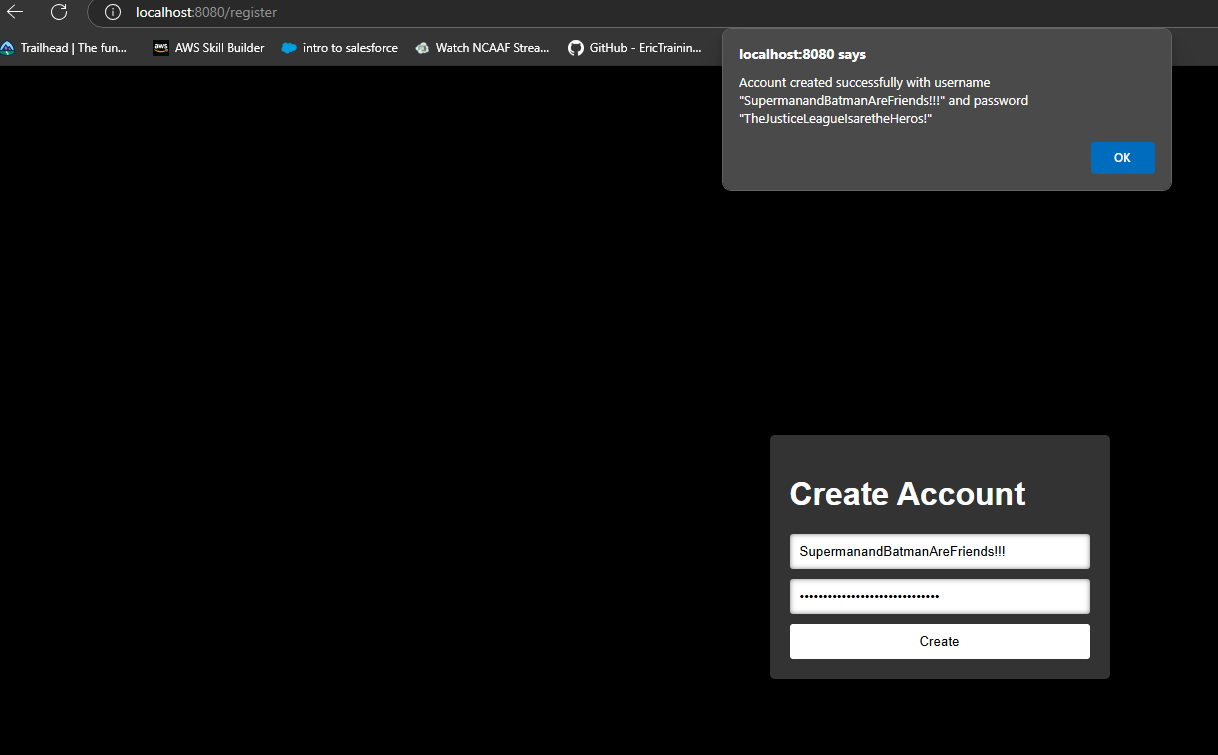 localhost:8080/register
Trailhead | The fun...
aws AWS Skill Builder
intro to salesforce
Watch NCAAF Strea...
GitHub - EricTrainin...
localhost:8080 says
Account created successfully with username
"SupermanandBatmanAreFriends!!!" and password
"TheJusticeLeagueIsaretheHeros!"
OK
Create Account
SupermanandBatmanAreFriends!!!
••••••••••••••••••••••••••••••
Create